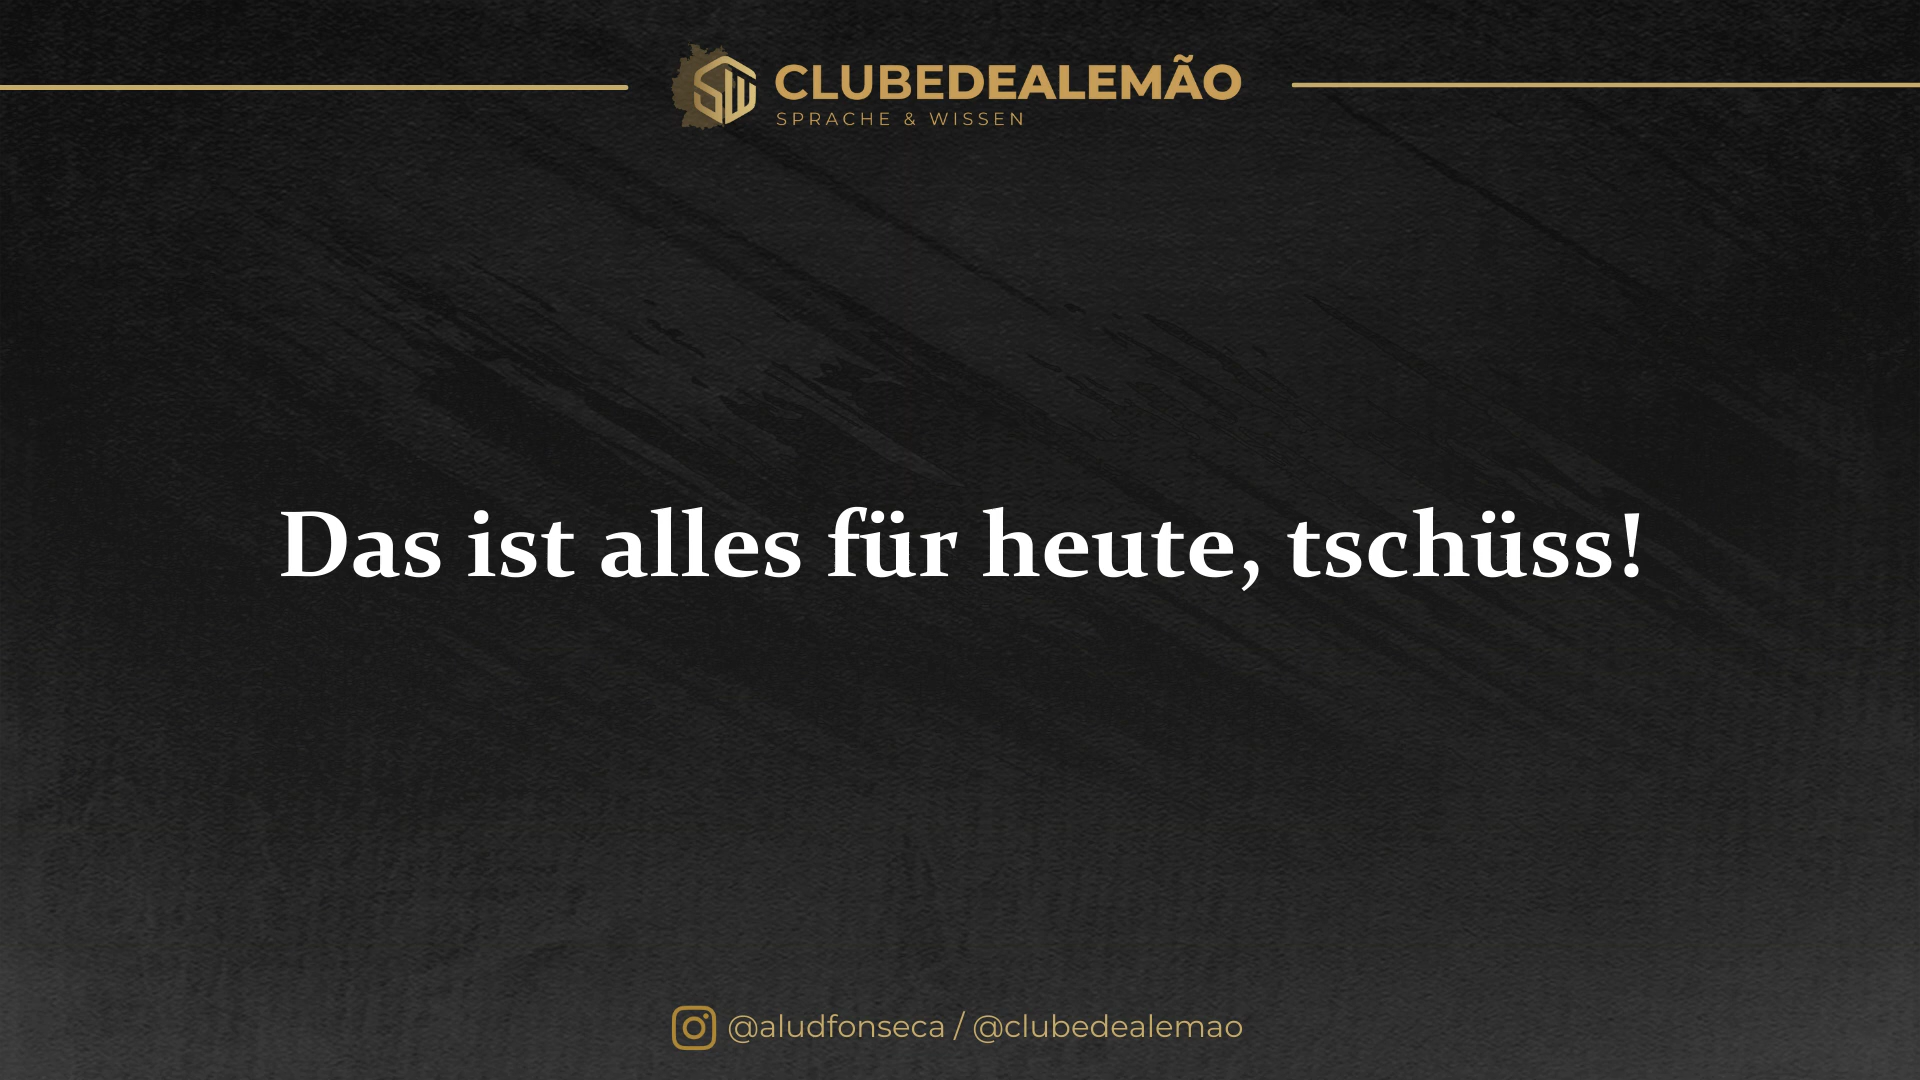 CLUBEDEALEMÃO
SPRACHE & WISSEN
Das ist alles für heute, tschüss!
@aludfonseca / @clubedealemao